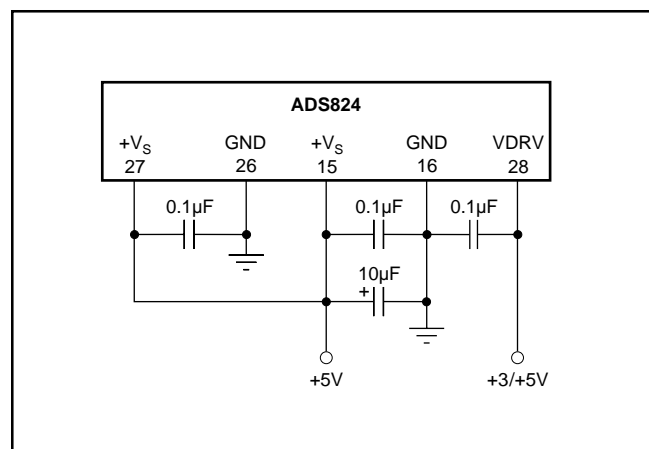 ADS824
+VS GND +VS GND VDRV
27 26 15 16 28
0.1µF 0.1µF 0.1µF
10µF
+
+5V +3/+5V